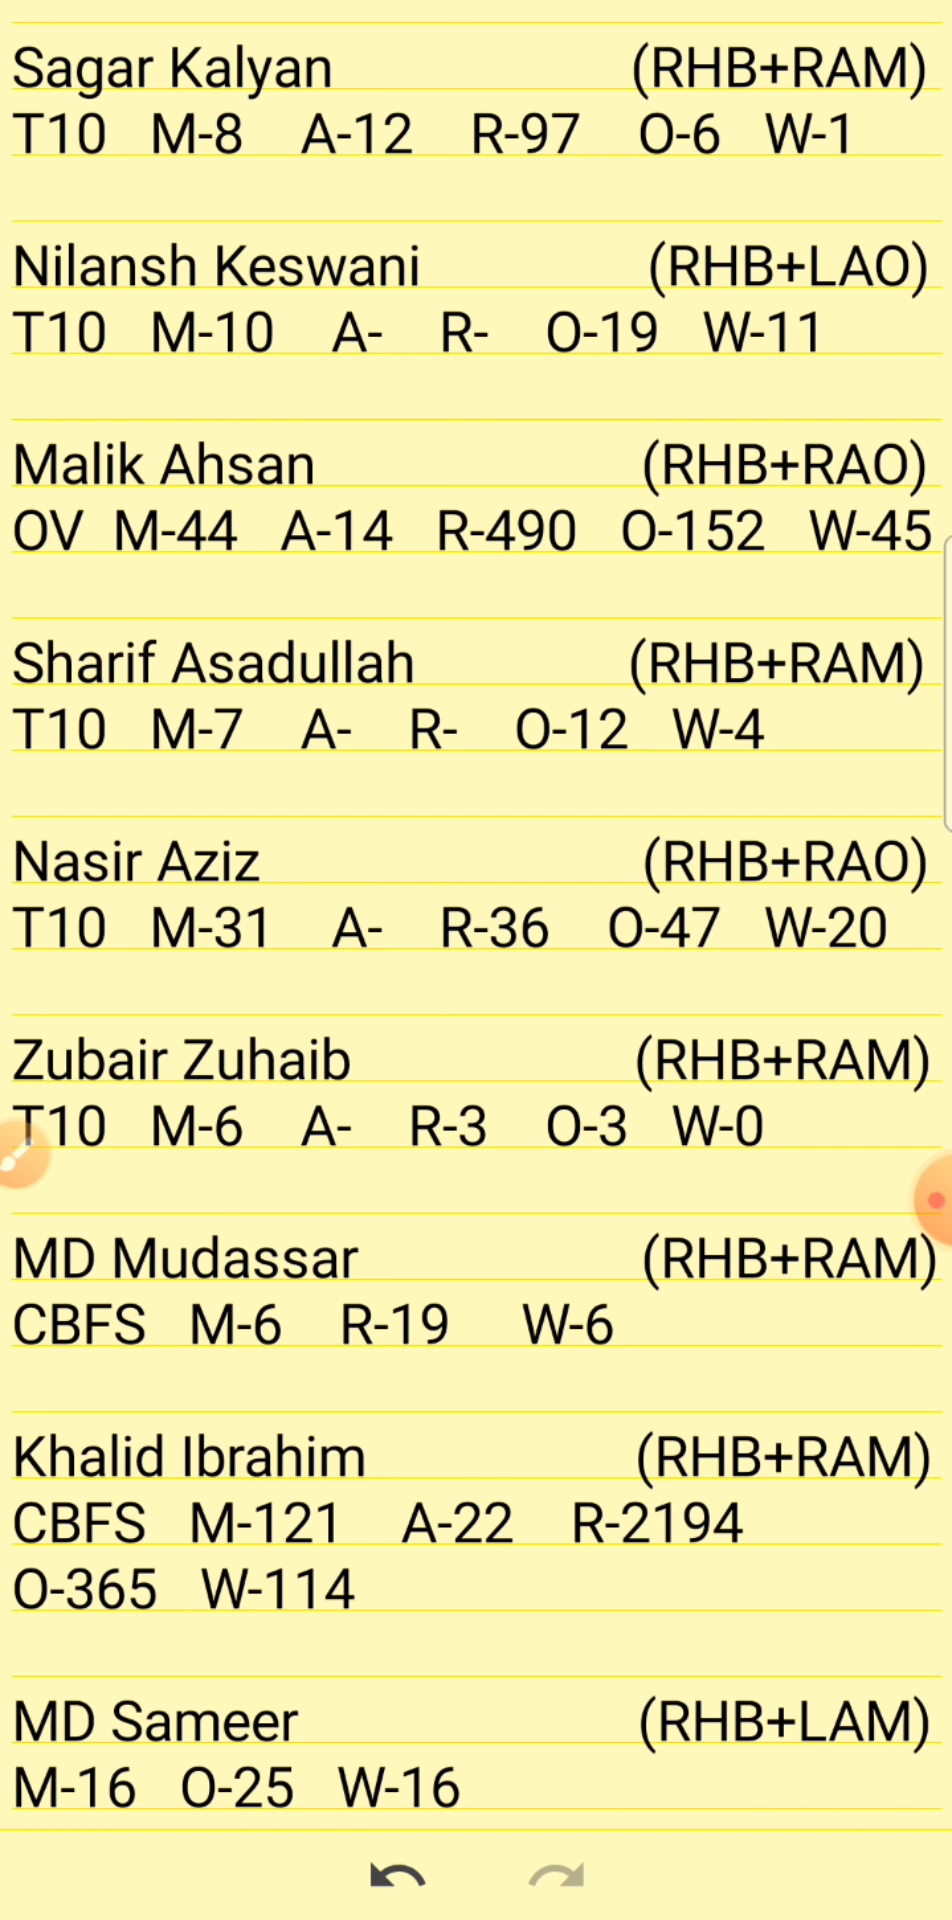 Sagar Kalyan (RHB+RAM)
T10 M-8 A-12 R-97 O-6 W-1
Nilansh Keswani (RHB+LAO)
T10 M-10 A- R- O-19 W-11
Malik Ahsan (RHB+RAO)
OV M-44 A-14 R-490 O-152 W-45
Sharif Asadullah (RHB+RAM)
T10 M-7 A- R- O-12 W-4
Nasir Aziz (RHB+RAO)
T10 M-31 A- R-36 O-47 W-20
Zubair Zuhaib (RHB+RAM)
T10 M-6 A- R-3 O-3 W-0
MD Mudassar (RHB+RAM)
CBFS M-6 R-19 W-6
Khalid Ibrahim (RHB+RAM)
CBFS M-121 A-22 R-2194
O-365 W-114
MD Sameer (RHB+LAM)
M-16 O-25 W-16